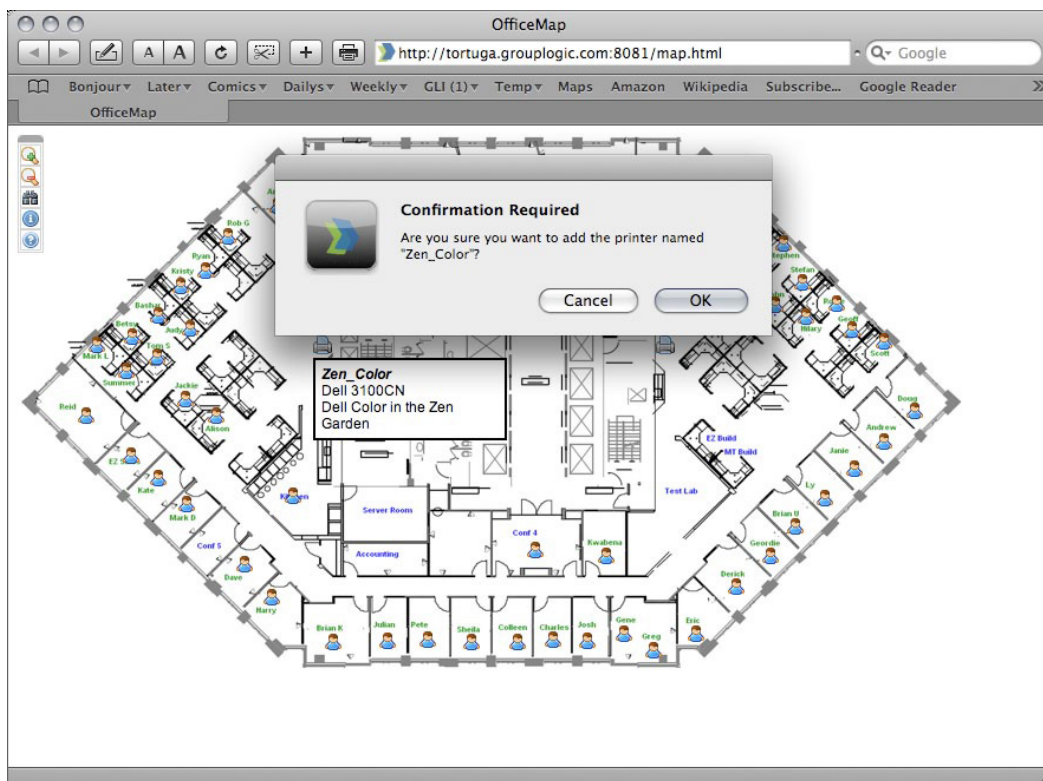 OfficeMap
A A
http://tortuga.grouplogic.com:8081/map.html
Google
Bonjour Later Comics Dailys Weekly GLI (1) Temp Maps Amazon Wikipedia Subscribe... Google Reader
OfficeMap
Confirmation Required
Are you sure you want to add the printer named
"Zen_Color"?
Cancel OK
Rob G
Ryan
Kristy
Bashar
Betsy
Judy
Tom S
Mark L
Summer
Jackie
Alison
Reid
Stephen
Stefan
Geoff
Hilary
Scott
Doug
Andrew
Janie
Ly
Brian U
Geordie
Derick
Eric
Zen_Color
Dell 3100CN
Dell Color in the Zen
Garden
EZ Build
MT Build
Test Lab
Kate
Mark D
Conf 5
Dave
Harry
Server Room
Accounting
Conf 4
Kwabena
Brian K
Julian
Pete
Sheila
Colleen
Charles
Josh
Gene
Greg